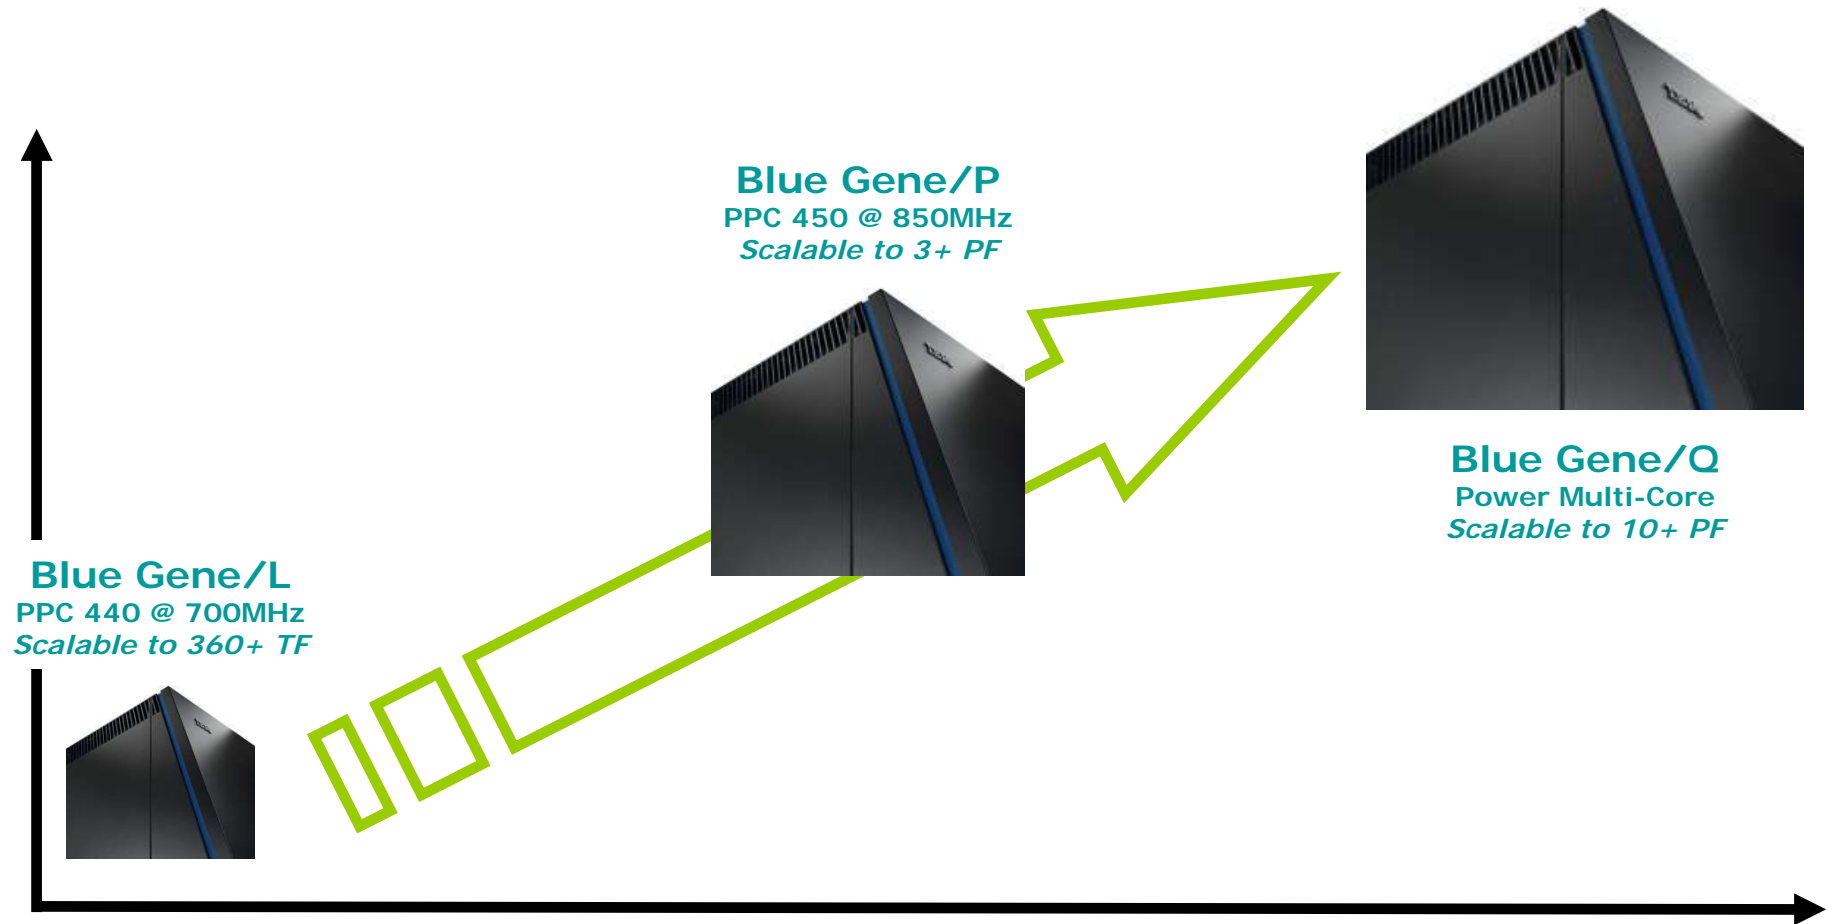 Blue Gene/P
PPC 450 @ 850MHz
Scalable to 3+ PF
Blue Gene/Q
Power Multi-Core
Scalable to 10+ PF
Blue Gene/L
PPC 440 @ 700MHz
Scalable to 360+ TF